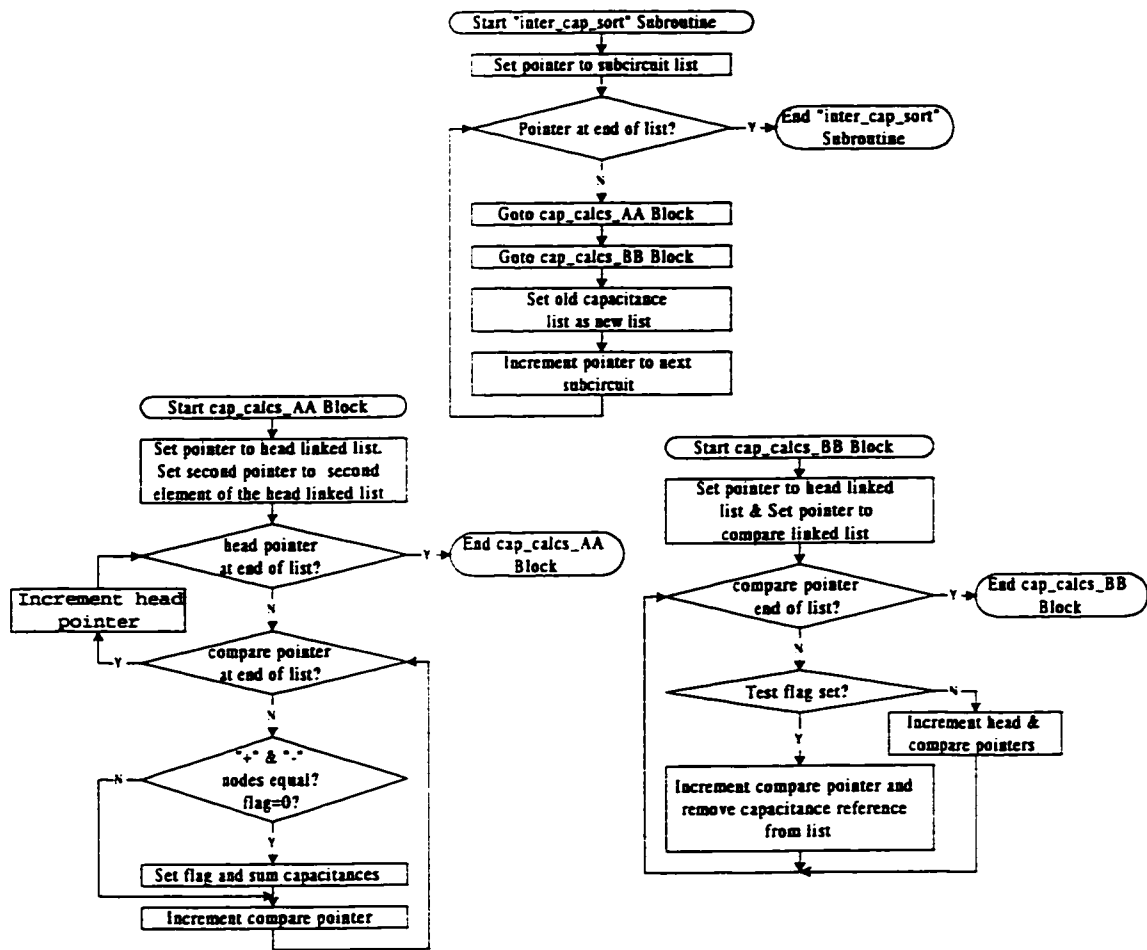 Start "inter_cap_sort" Subroutine
Set pointer to subcircuit list
Pointer at end of list?
Y
End "inter_cap_sort"
Subroutine
N
Goto cap_calcs_AA Block
Goto cap_calcs_BB Block
Set old capacitance
list as new list
Increment pointer to next
subcircuit
Start cap_calcs_AA Block
Set pointer to head linked list.
Set second pointer to second
element of the head linked list
head pointer
at end of list?
Y
End cap_calcs_AA
Block
N
Increment head
pointer
compare pointer
at end of list?
Y
N
"+" & "-"
nodes equal?
flag=0?
N
Y
Set flag and sum capacitances
Increment compare pointer
Start cap_calcs_BB Block
Set pointer to head linked
list & Set pointer to
compare linked list
compare pointer
end of list?
Y
End cap_calcs_BB
Block
N
Test flag set?
N
Increment head &
compare pointers
Y
Increment compare pointer and
remove capacitance reference
from list